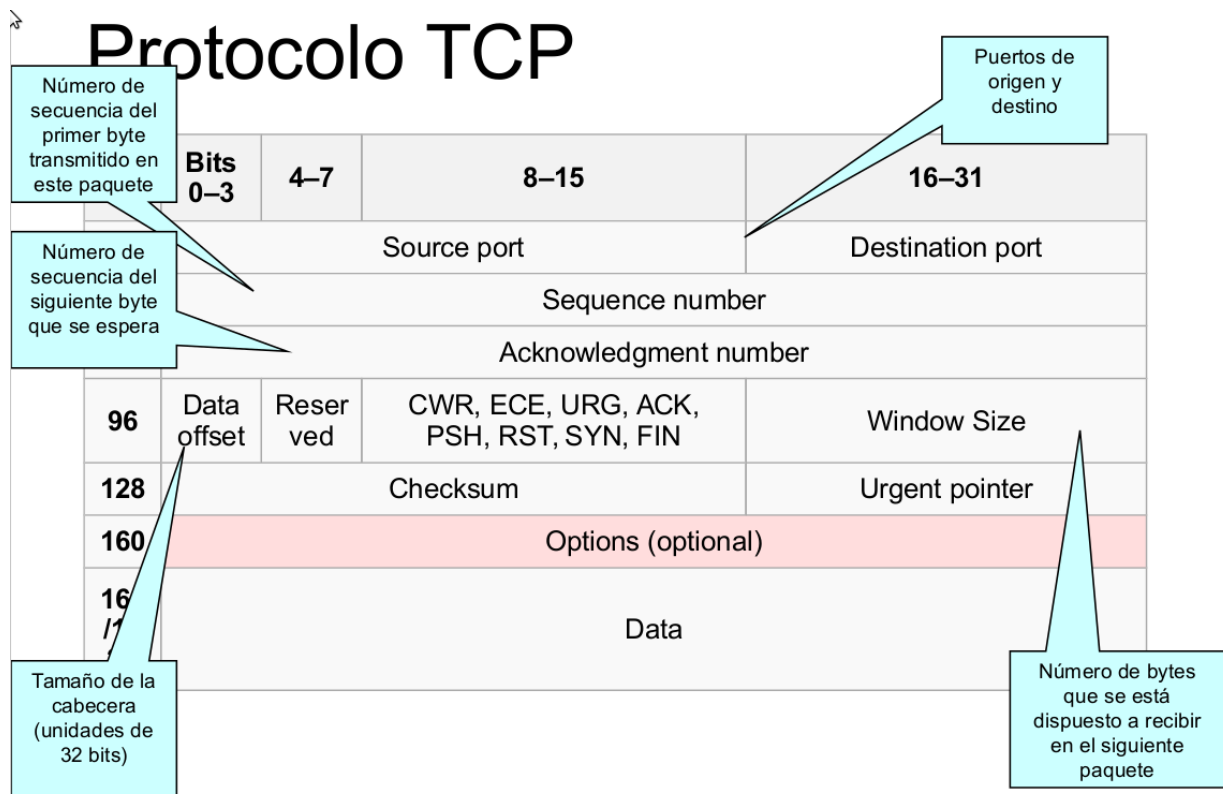 Protocolo TCP
Número de
secuencia del
primer byte
transmitido en
este paquete
Puertos de
origen y
destino
Bits
0–3
4–7
8–15
16–31
Source port
Destination port
Número de
secuencia del
siguiente byte
que se espera
Sequence number
Acknowledgment number
96
Data
offset
Reser
ved
CWR, ECE, URG, ACK,
PSH, RST, SYN, FIN
Window Size
128
Checksum
Urgent pointer
160
Options (optional)
Data
Tamaño de la
cabecera
(unidades de
32 bits)
Número de bytes
que se está
dispuesto a recibir
en el siguiente
paquete